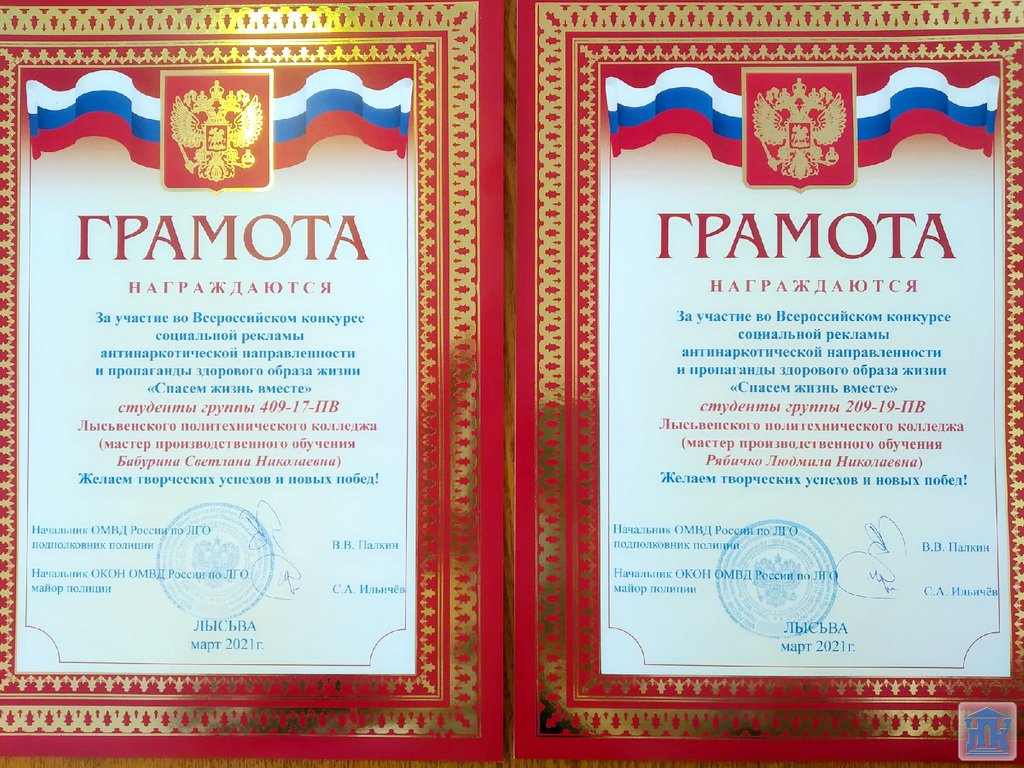 ГРАМОТА
НАГРАЖДАЮТСЯ
За участие во Всероссийском конкурсе
социальной рекламы
антинаркотической направленности
и пропаганды здорового образа жизни
«Спасем жизнь вместе»
студенты группы 409-17-ПВ
Лысьвенского политехнического колледжа
(мастер производственного обучения
Бабурина Светлана Николаевна)
Желаем творческих успехов и новых побед!
Начальник ОМВД России по ЛГО
подполковник полиции В.В. Палкин
Начальник ОКОН ОМВД России по ЛГО
майор полиции С.А. Ильичёв
ЛЫСЬВА
март 2021г.
ГРАМОТА
НАГРАЖДАЮТСЯ
За участие во Всероссийском конкурсе
социальной рекламы
антинаркотической направленности
и пропаганды здорового образа жизни
«Спасем жизнь вместе»
студенты группы 209-19-ПВ
Лысьвенского политехнического колледжа
(мастер производственного обучения
Рябичко Людмила Николаевна)
Желаем творческих успехов и новых побед!
Начальник ОМВД России по ЛГО
подполковник полиции В.В. Палкин
Начальник ОКОН ОМВД России по ЛГО
майор полиции С.А. Ильичёв
ЛЫСЬВА
март 2021г.